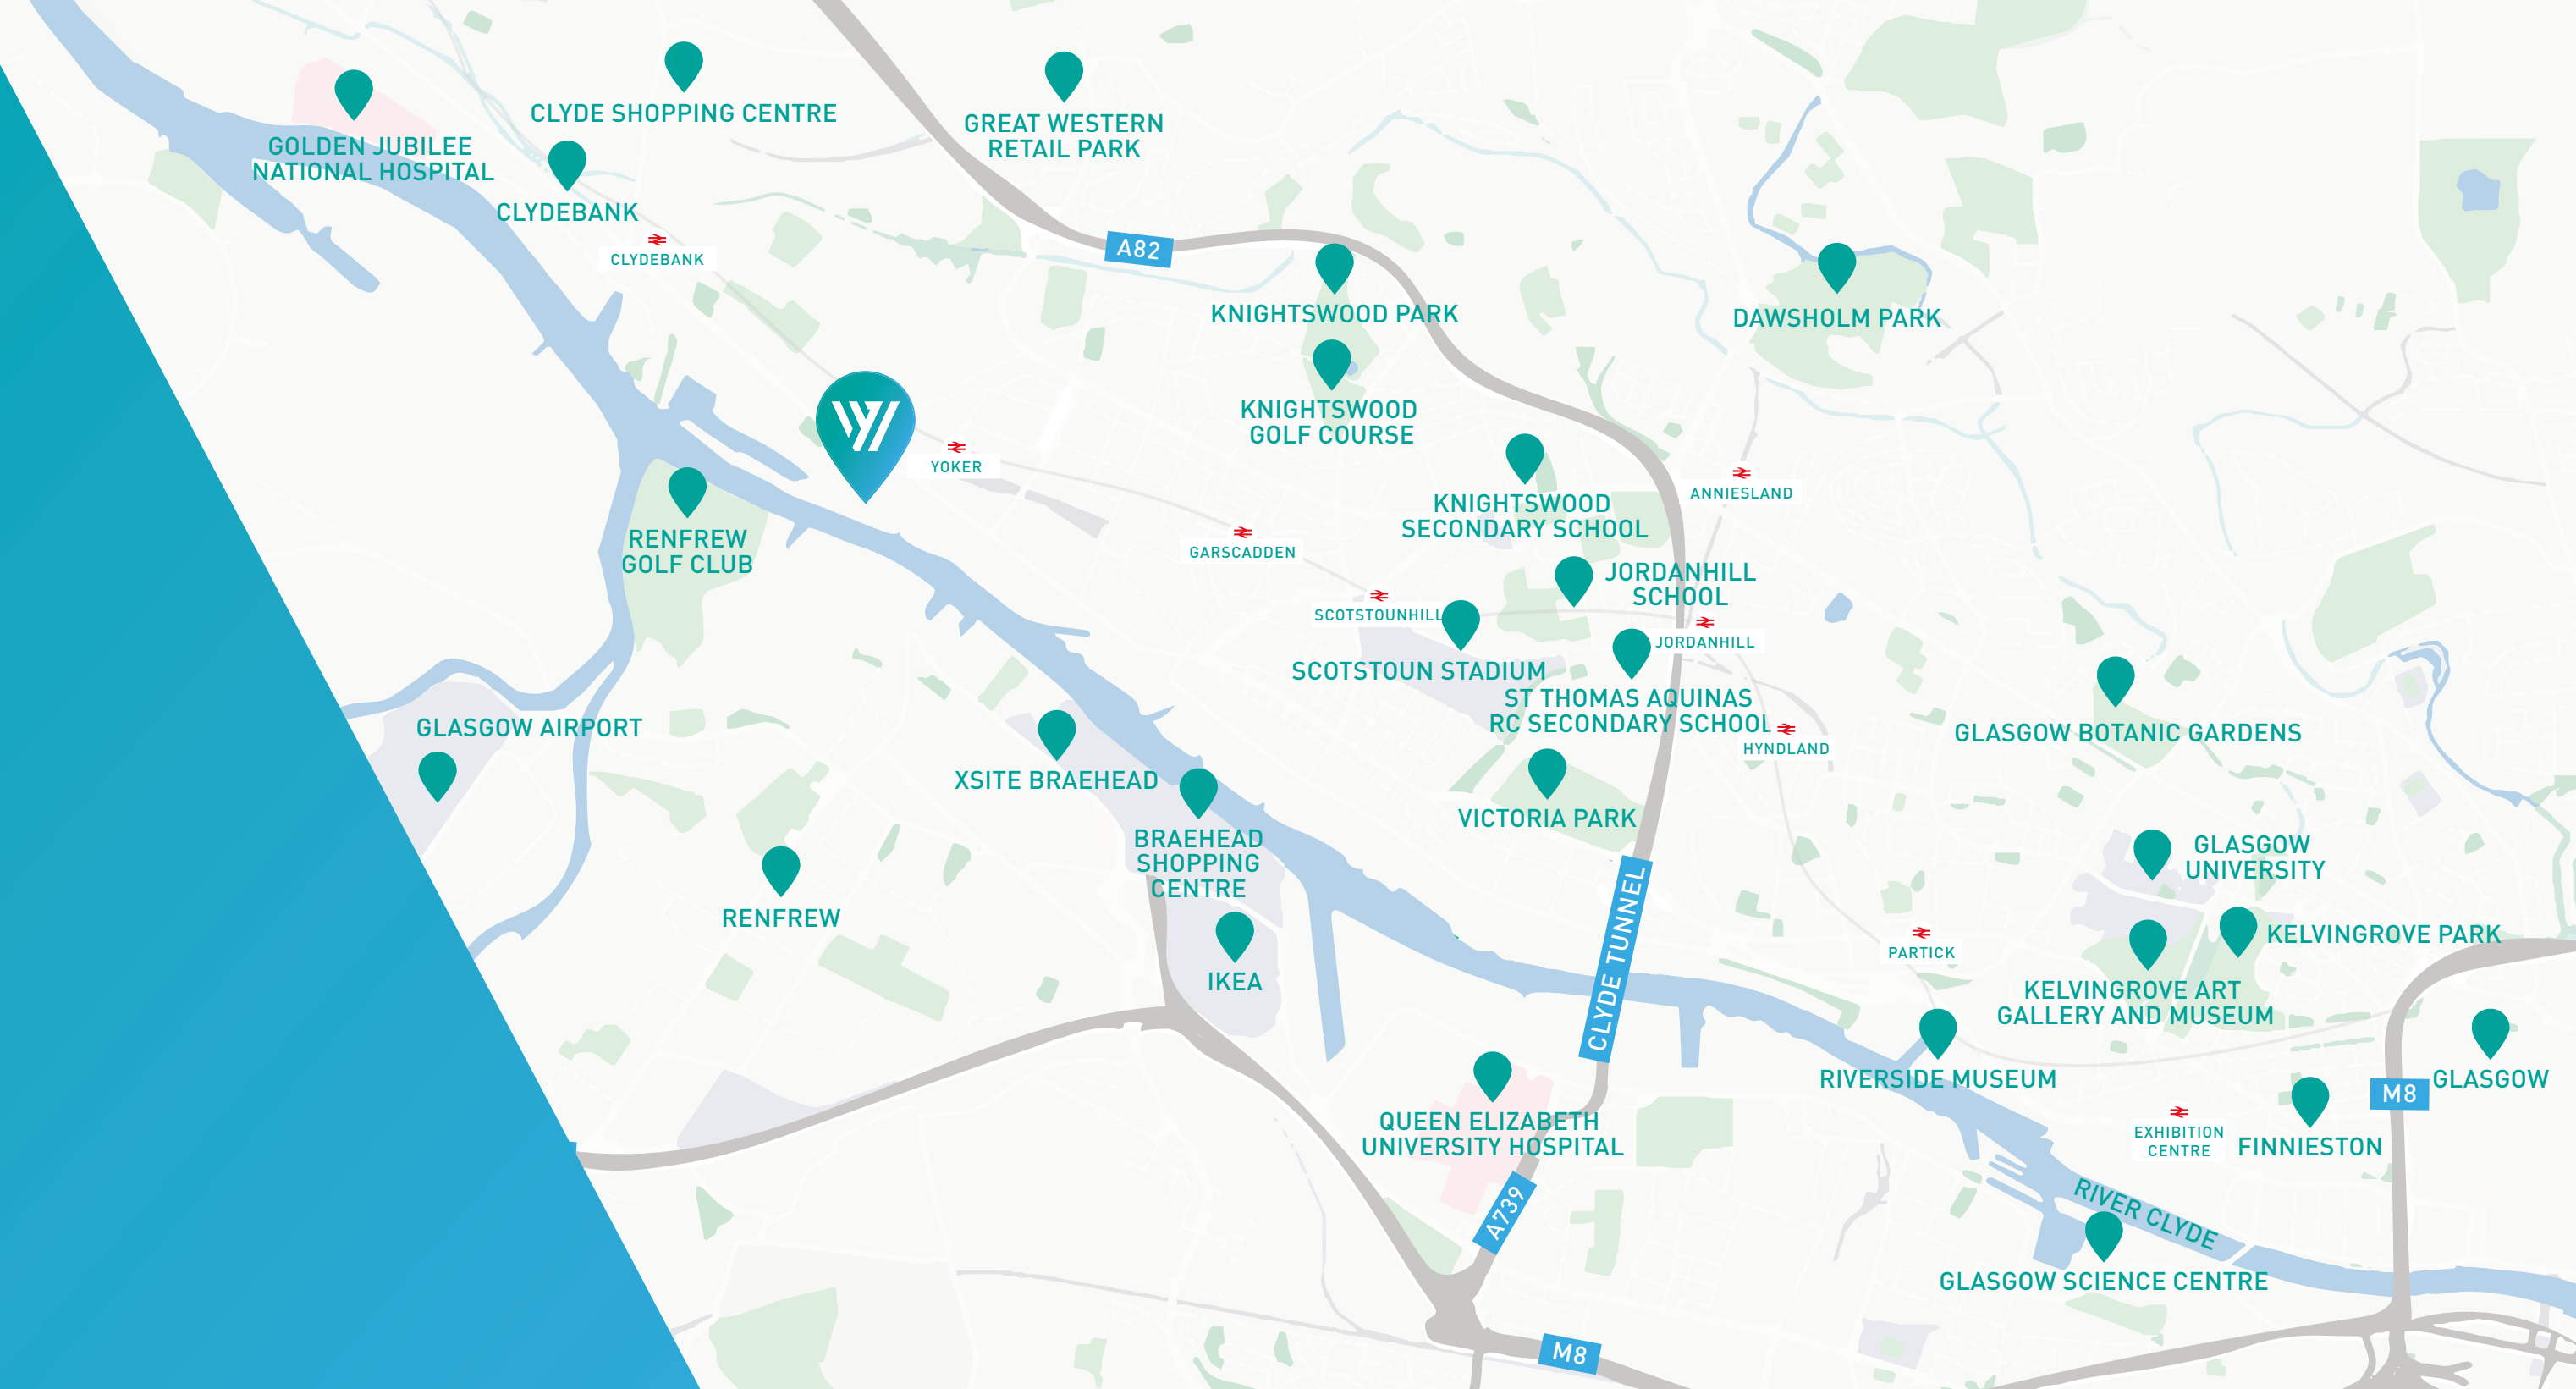 CLYDE SHOPPING CENTRE
GREAT WESTERN
RETAIL PARK
GOLDEN JUBILEE
NATIONAL HOSPITAL
CLYDEBANK
CLYDEBANK
A82
KNIGHTSWOOD PARK
DAWSHOLM PARK
KNIGHTSWOOD
GOLF COURSE
YOKER
ANNIESLAND
KNIGHTSWOOD
SECONDARY SCHOOL
RENFREW
GOLF CLUB
GARSCADDEN
JORDANHILL
SCHOOL
SCOTSTOUNHILL
JORDANHILL
SCOTSTOUN STADIUM
ST THOMAS AQUINAS
RC SECONDARY SCHOOL
GLASGOW AIRPORT
HYNDLAND
GLASGOW BOTANIC GARDENS
XSITE BRAEHEAD
VICTORIA PARK
BRAEHEAD
SHOPPING
CENTRE
GLASGOW
UNIVERSITY
RENFREW
CLYDE TUNNEL
KELVINGROVE PARK
PARTICK
IKEA
KELVINGROVE ART
GALLERY AND MUSEUM
RIVERSIDE MUSEUM
M8
GLASGOW
QUEEN ELIZABETH
UNIVERSITY HOSPITAL
EXHIBITION
CENTRE
FINNIESTON
A739
RIVER CLYDE
GLASGOW SCIENCE CENTRE
M8